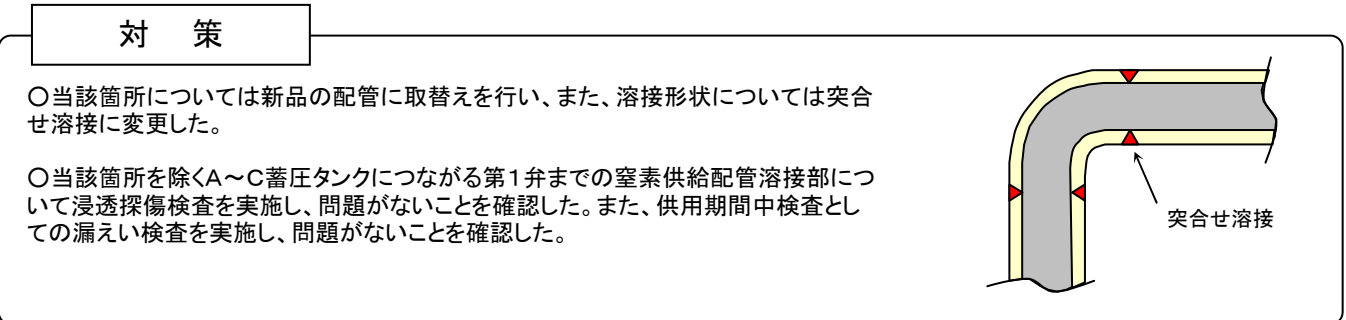 対　策
〇当該箇所については新品の配管に取替えを行い、また、溶接形状については突合
せ溶接に変更した。
〇当該箇所を除くA～C蓄圧タンクにつながる第1弁までの窒素供給配管溶接部につ
いて浸透探傷検査を実施し、問題がないことを確認した。また、供用期間中検査とし
ての漏えい検査を実施し、問題がないことを確認した。
突合せ溶接